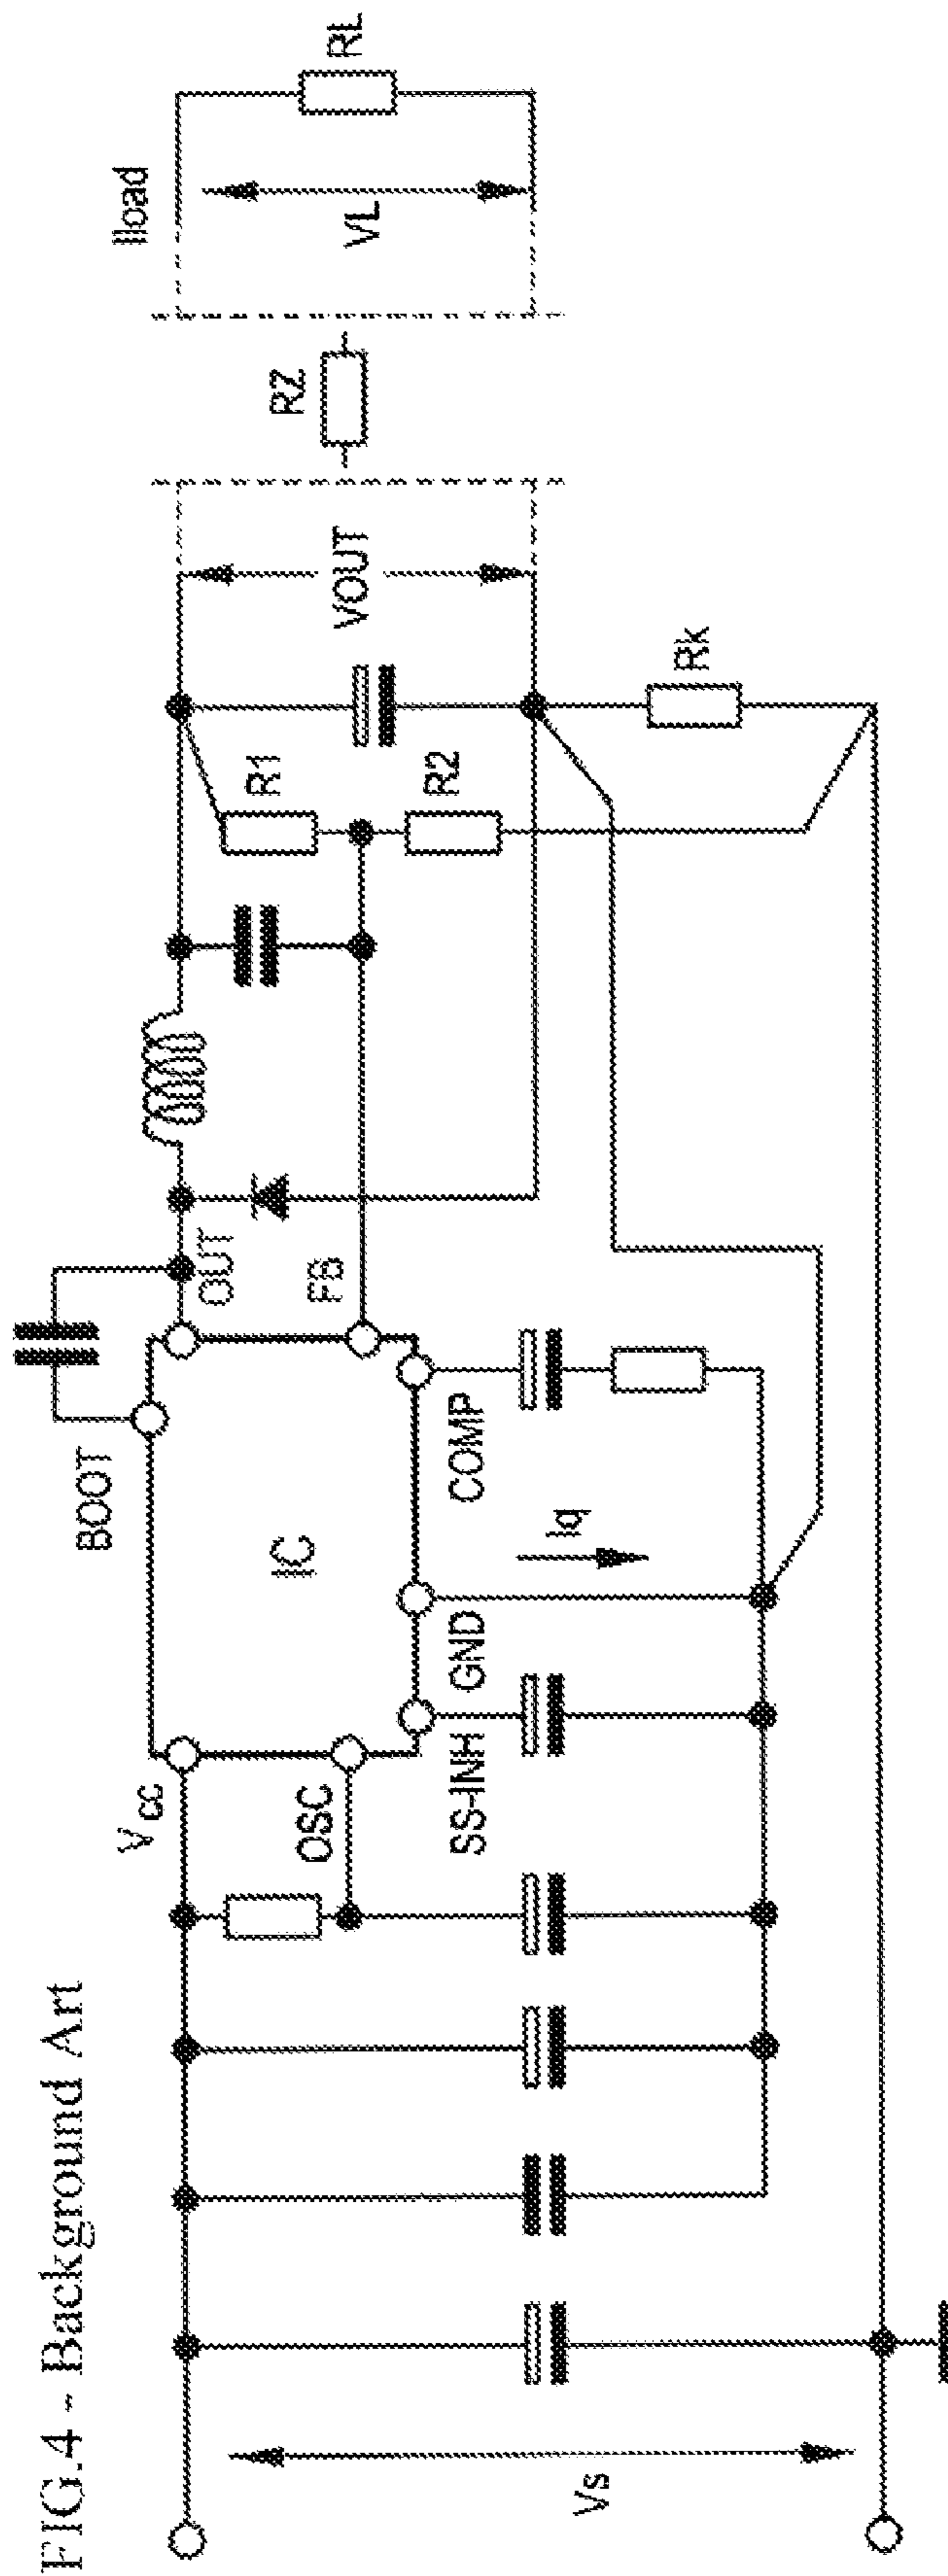 FIG.4 - Background Art
BOOT
Vcc
OUT
IC
OSC
FB
SS-INH
GND
COMP
Iq
Vs
R1
R2
VOUT
Rk
RZ
Iload
VL
RL